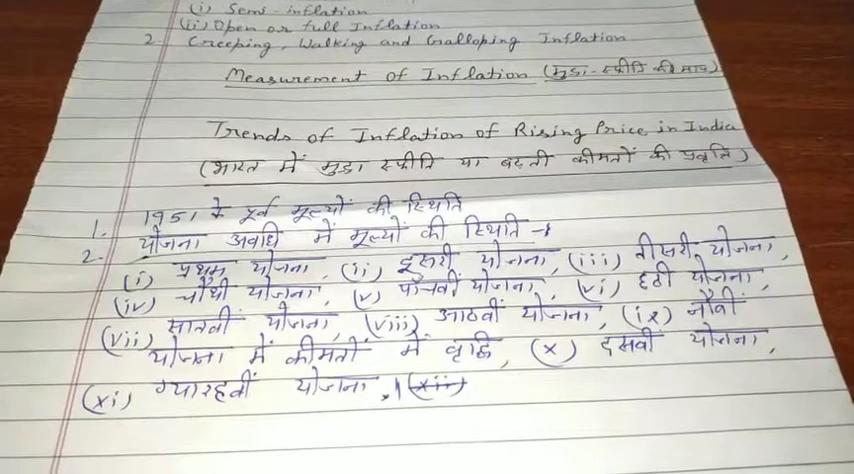 (i) Semi-inflation
(ii) Open or full Inflation
2. Creeping, Walking and Galloping Inflation
Measurement of Inflation (मुद्रा-स्फीति की माप)
Trends of Inflation of Rising Price in India
(भारत में मुद्रा स्फीति या बढ़ती कीमतों की प्रवृत्ति)
1. 1951 के पूर्व मूल्यों की स्थिति
2. योजना अवधि में मूल्यों की स्थिति →
(i) प्रथम योजना, (ii) दूसरी योजना, (iii) तीसरी योजना,
(iv) चौथी योजना, (v) पाँचवीं योजना, (vi) छठी योजना,
(vii) सातवीं योजना, (viii) आठवीं योजना, (ix) नौवीं
योजना में कीमतों में वृद्धि, (x) दसवीं योजना,
(xi) ग्यारहवीं योजना, (xii)